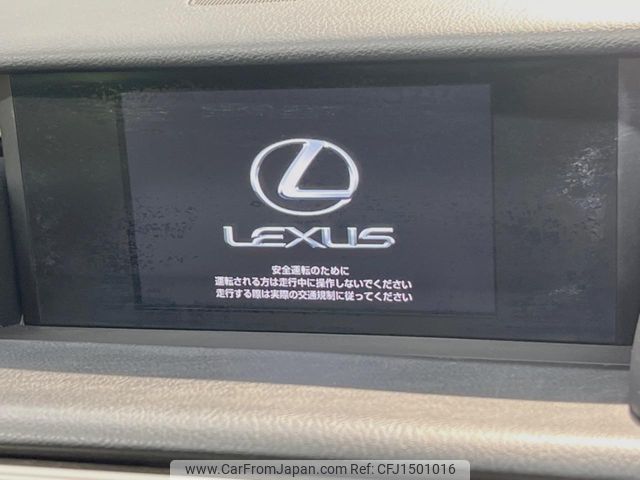 LEXUS
安全運転のために
運転される方は走行中に操作しないでください
走行する際は実際の交通規制に従ってください
www.CarFromJapan.com - CFJ1501016